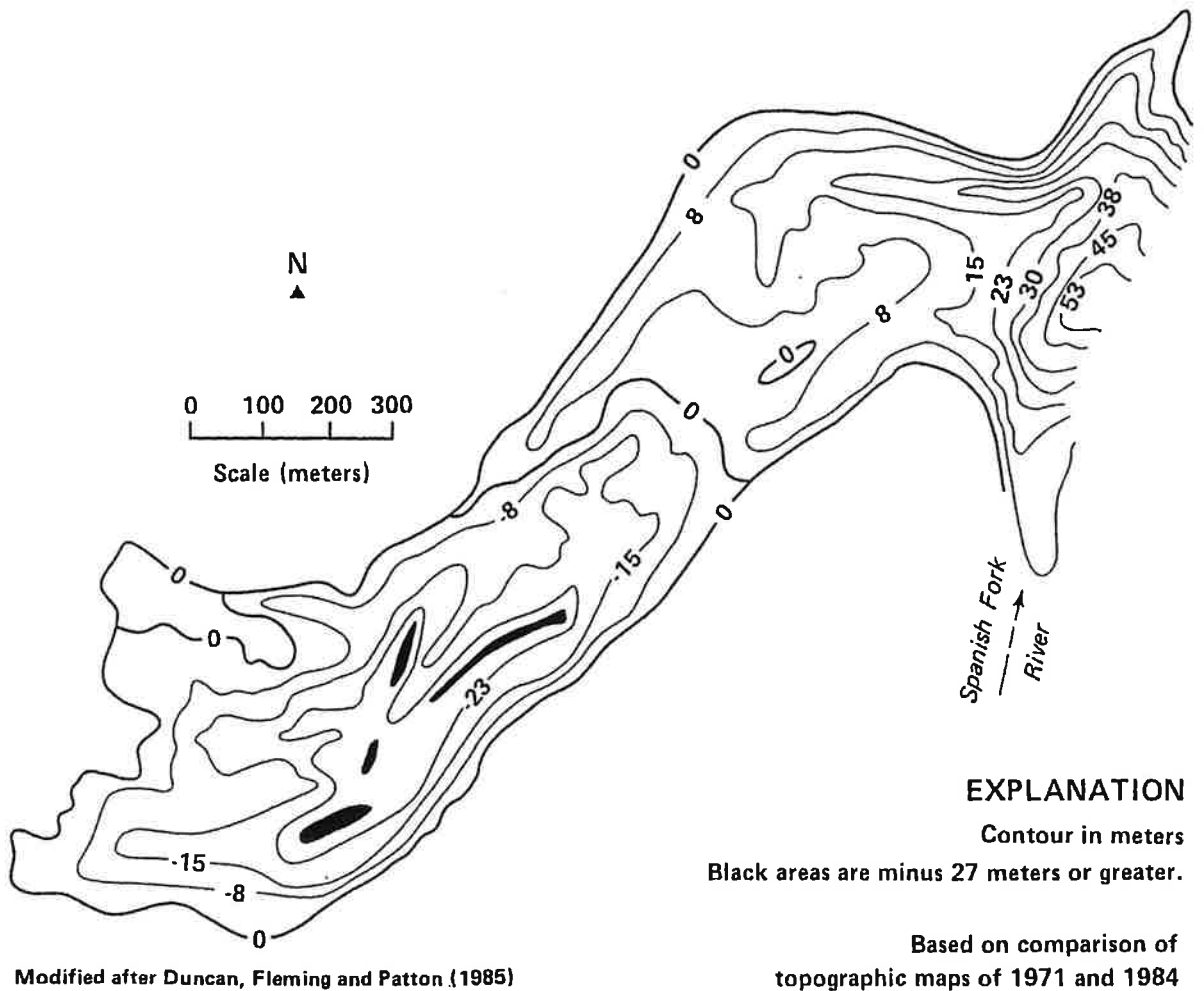 0
8
38
45
N
15
23
30
53
8
0
0 100 200 300
0
Scale (meters)
-8
0
-15
0
0
-23
Spanish Fork
River
EXPLANATION
Contour in meters
-15
-8
Black areas are minus 27 meters or greater.
0
Based on comparison of
Modified after Duncan, Fleming and Patton (1985)
topographic maps of 1971 and 1984